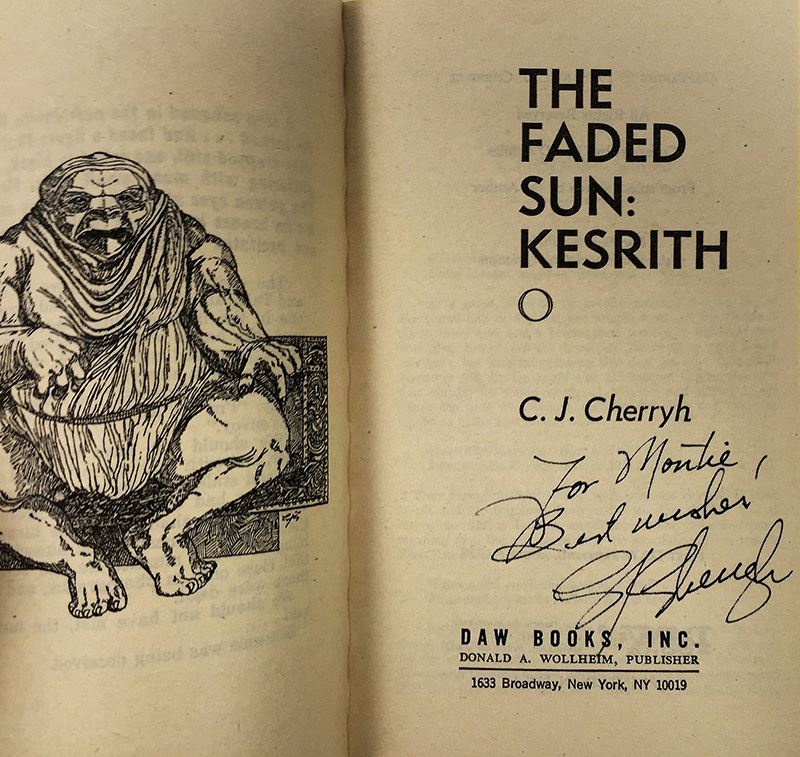 THE
FADED
SUN:
KESRITH
C. J. Cherryh
For Montie,
Best wishes!
CJCherryh
DAW BOOKS, INC.
DONALD A. WOLLHEIM, PUBLISHER
1633 Broadway, New York, NY 10019